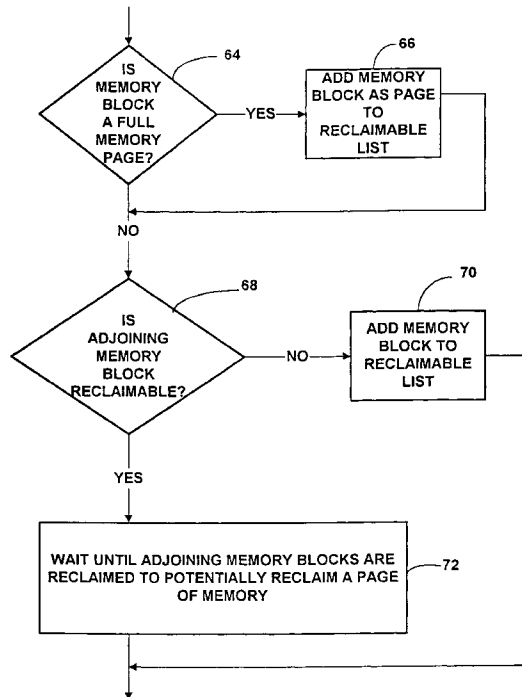 IS
MEMORY
BLOCK
A FULL
MEMORY
PAGE?
64
YES
66
ADD MEMORY
BLOCK AS PAGE
TO
RECLAIMABLE
LIST
NO
IS
ADJOINING
MEMORY
BLOCK
RECLAIMABLE?
68
NO
70
ADD MEMORY
BLOCK TO
RECLAIMABLE
LIST
YES
WAIT UNTIL ADJOINING MEMORY BLOCKS ARE
RECLAIMED TO POTENTIALLY RECLAIM A PAGE
OF MEMORY
72